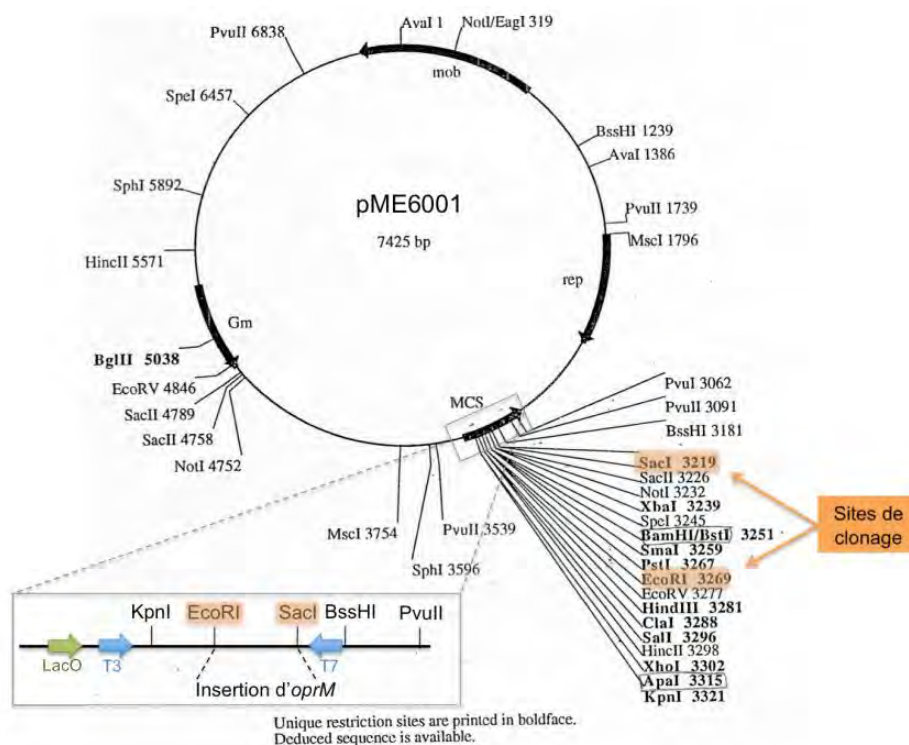 AvaI 1
NotI/EagI 319
PvuII 6838
mob
SpeI 6457
BssHI 1239
AvaI 1386
SphI 5892
pME6001
PvuII 1739
7425 bp
MscI 1796
HincII 5571
rep
Gm
BglII 5038
EcoRV 4846
SacII 4789
SacII 4758
NotI 4752
MCS
PvuI 3062
PvuII 3091
BssHI 3181
SacI 3219
SacII 3226
NotI 3232
XbaI 3239
SpeI 3245
BamHI/BstI 3251
SmaI 3259
PstI 3267
EcoRI 3269
EcoRV 3277
HindIII 3281
ClaI 3288
SalI 3296
HincII 3298
XhoI 3302
ApaI 3315
KpnI 3321
Sites de
clonage
MscI 3754
PvuII 3539
SphI 3596
KpnI EcoRI SacI BssHI PvuII
LacO T3 T7
Insertion d'oprM
Unique restriction sites are printed in boldface.
Deduced sequence is available.